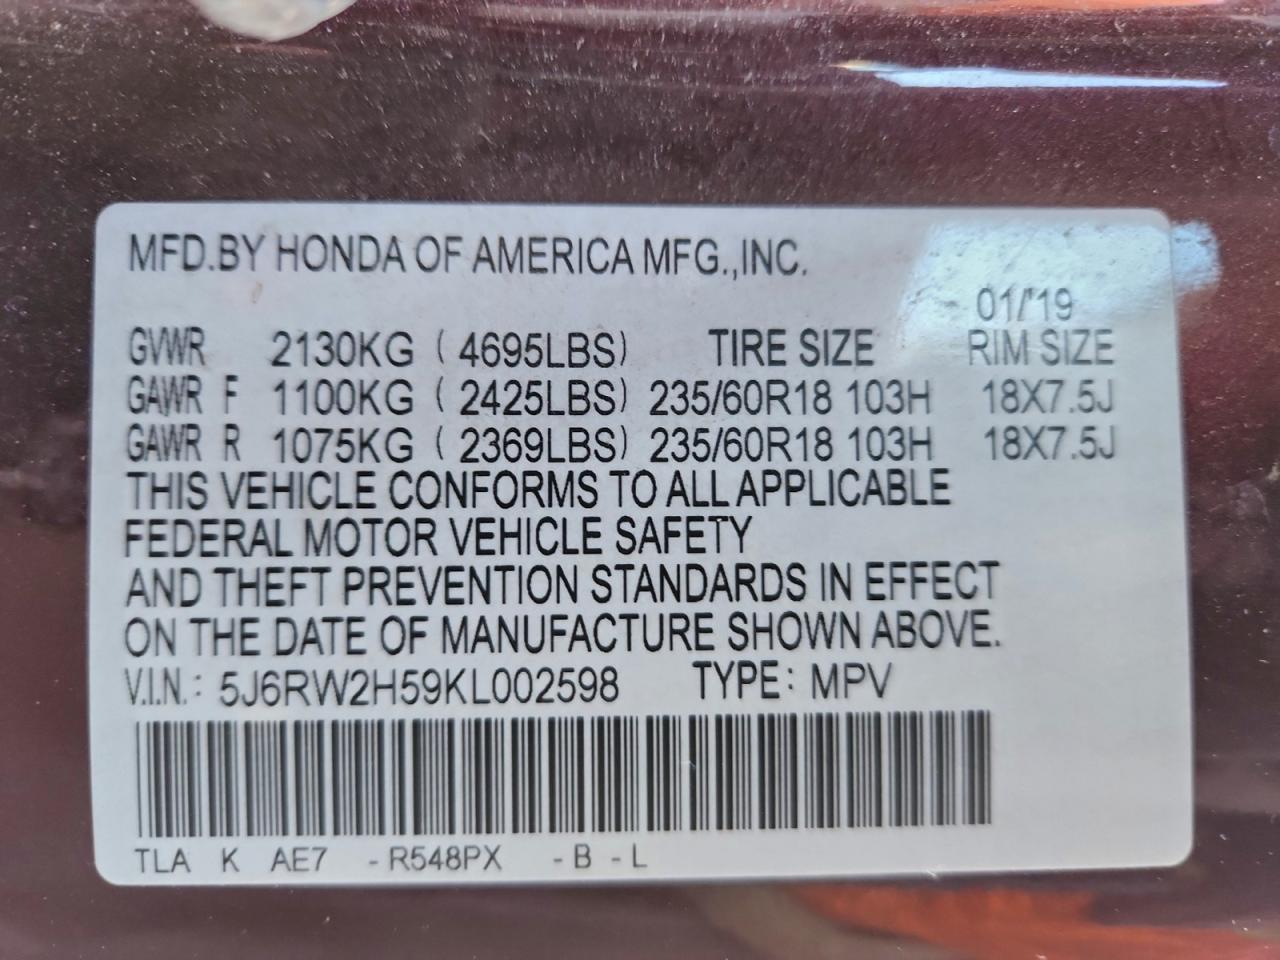 MFD.BY HONDA OF AMERICA MFG.,INC.
01/'19
GVWR 2130KG ( 4695LBS) TIRE SIZE RIM SIZE
GAWR F 1100KG ( 2425LBS) 235/60R18 103H 18X7.5J
GAWR R 1075KG ( 2369LBS) 235/60R18 103H 18X7.5J
THIS VEHICLE CONFORMS TO ALL APPLICABLE
FEDERAL MOTOR VEHICLE SAFETY
AND THEFT PREVENTION STANDARDS IN EFFECT
ON THE DATE OF MANUFACTURE SHOWN ABOVE.
V.I.N.: 5J6RW2H59KL002598 TYPE: MPV
TLA K AE7 -R548PX -B -L